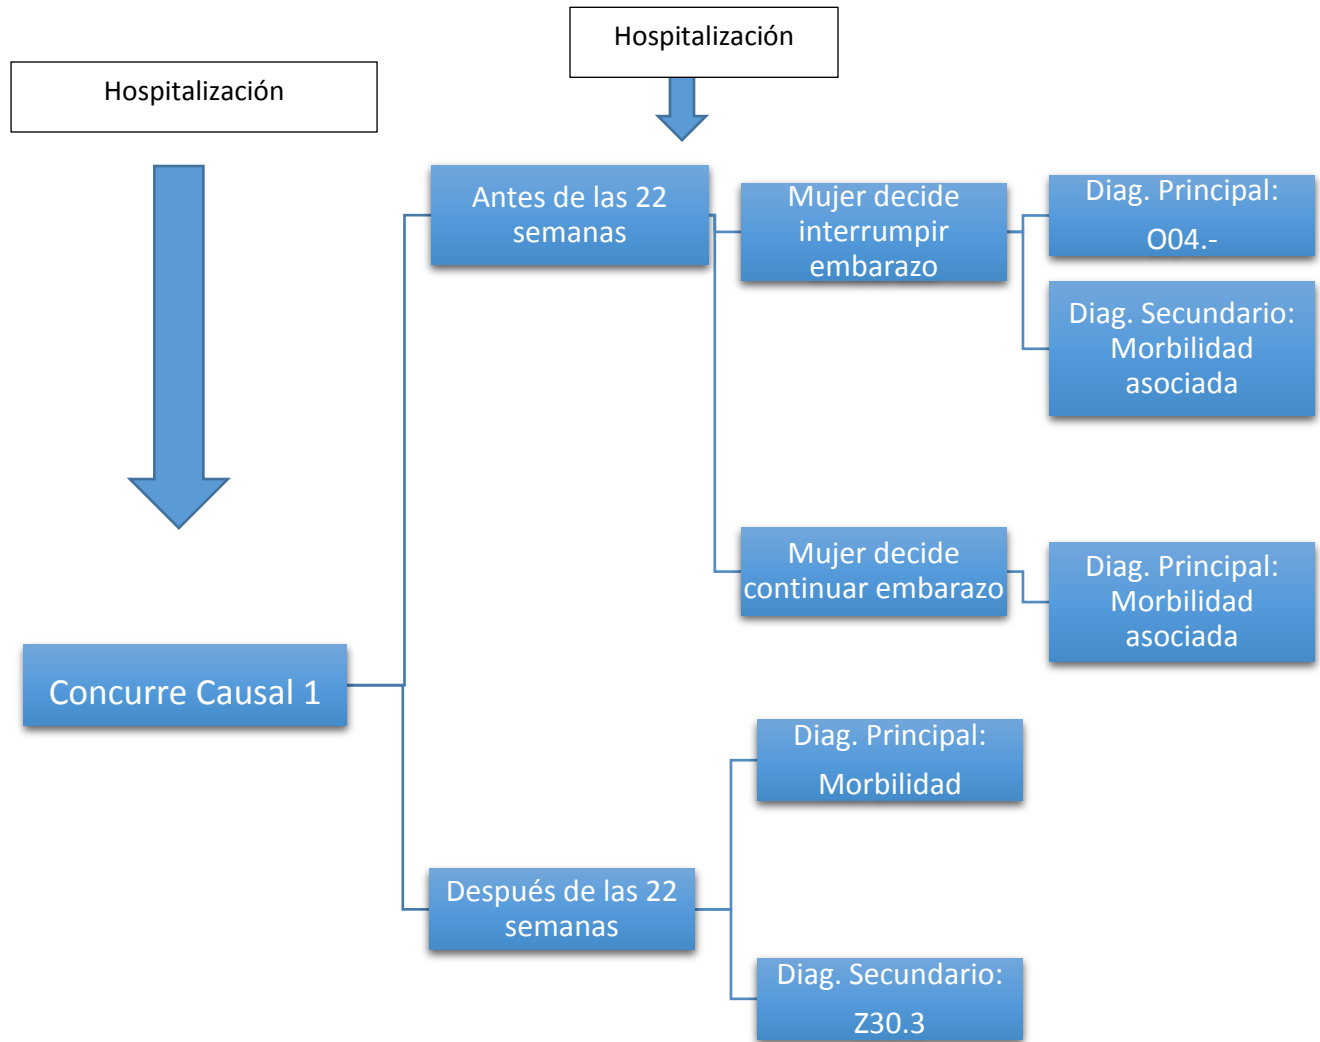 Hospitalización
Hospitalización
Antes de las 22
semanas
Mujer decide
interrumpir
embarazo
Diag. Principal:
O04.-
Diag. Secundario:
Morbilidad
asociada
Mujer decide
continuar embarazo
Diag. Principal:
Morbilidad
asociada
Concurre Causal 1
Diag. Principal:
Morbilidad
Después de las 22
semanas
Diag. Secundario:
Z30.3